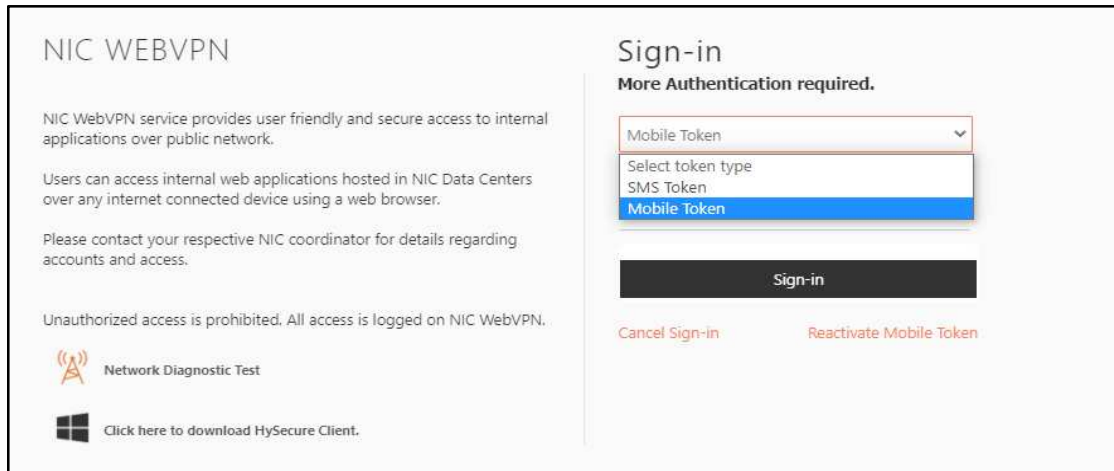 NIC WEBVPN
NIC WebVPN service provides user friendly and secure access to internal
applications over public network.
Users can access internal web applications hosted in NIC Data Centers
over any internet connected device using a web browser.
Please contact your respective NIC coordinator for details regarding
accounts and access.
Unauthorized access is prohibited. All access is logged on NIC WebVPN.
Network Diagnostic Test
Click here to download HySecure Client.
Sign-in
More Authentication required.
Mobile Token
Select token type
SMS Token
Mobile Token
Sign-in
Cancel Sign-in
Reactivate Mobile Token